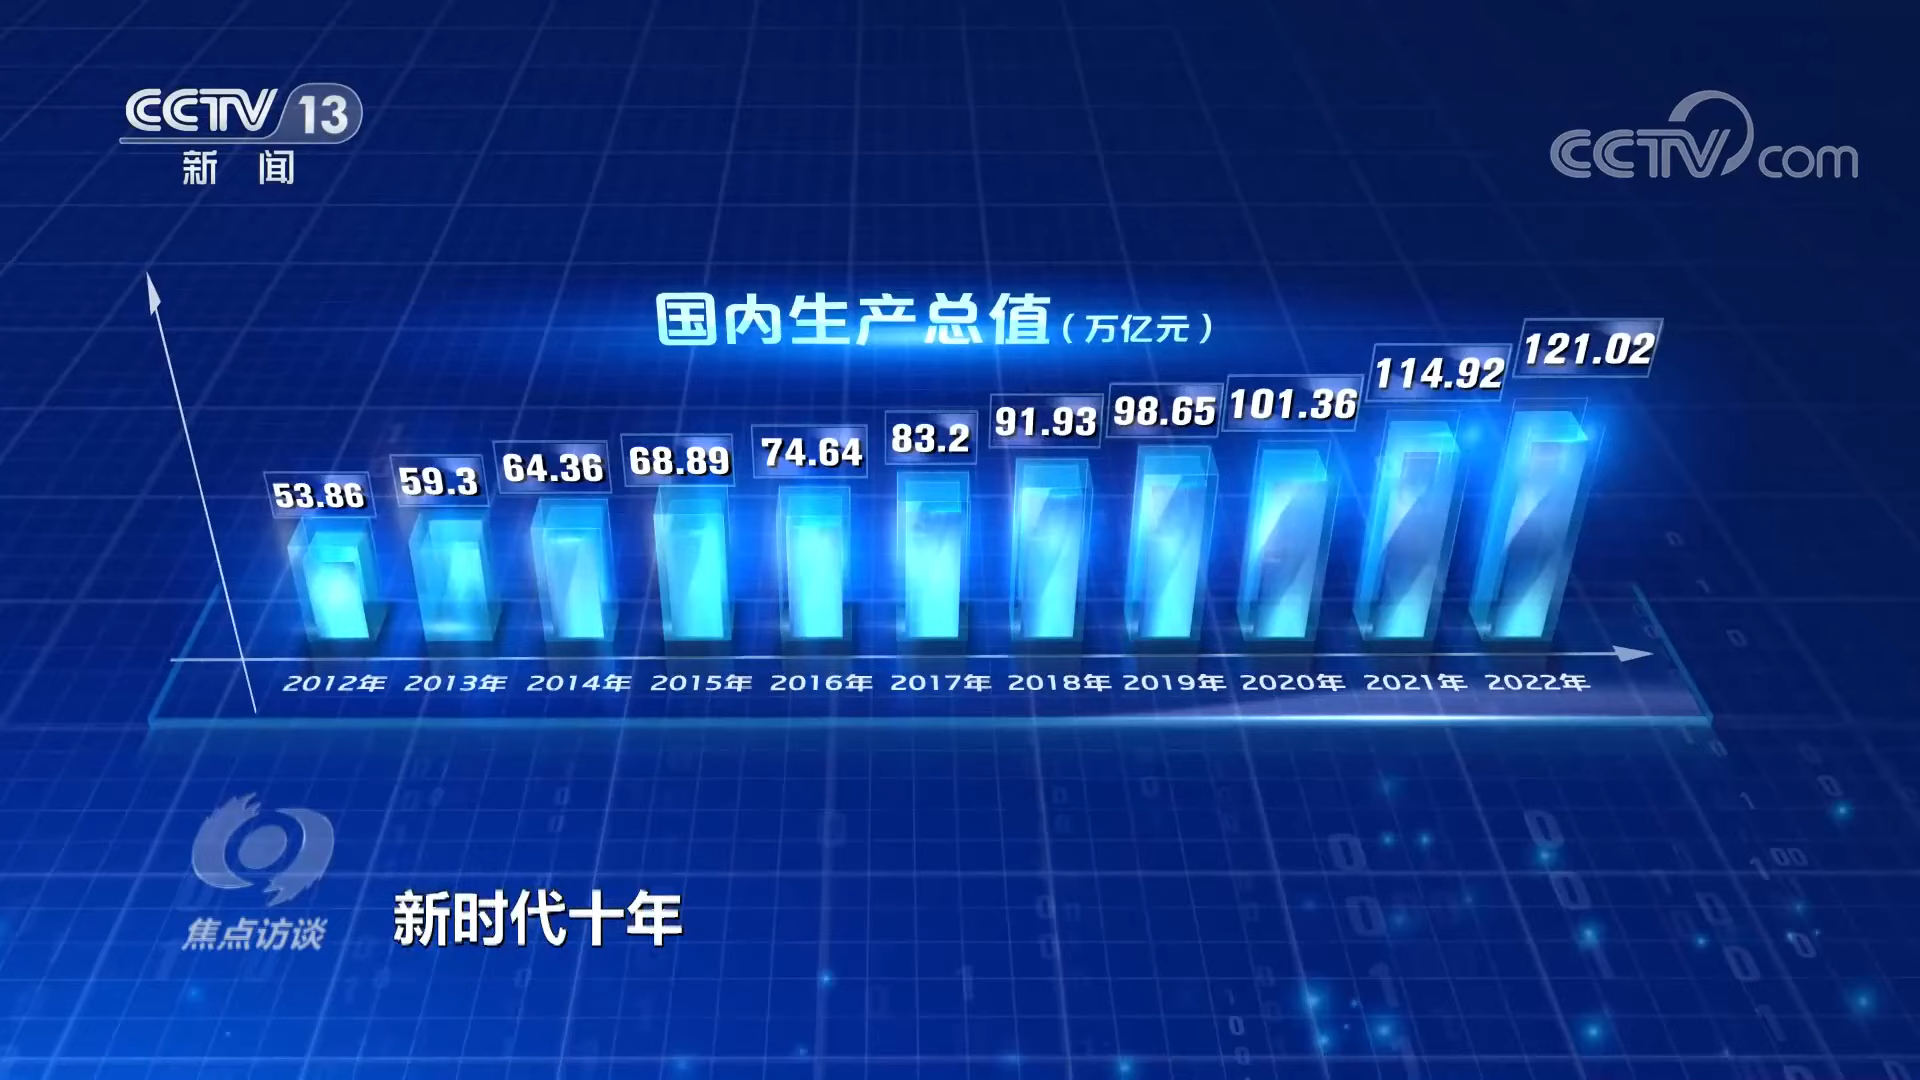 CCTV 13
新闻
CCTV com
国内生产总值（万亿元）
53.86 59.3 64.36 68.89 74.64 83.2 91.93 98.65 101.36 114.92 121.02
2012年 2013年 2014年 2015年 2016年 2017年 2018年 2019年 2020年 2021年 2022年
焦点访谈
新时代十年